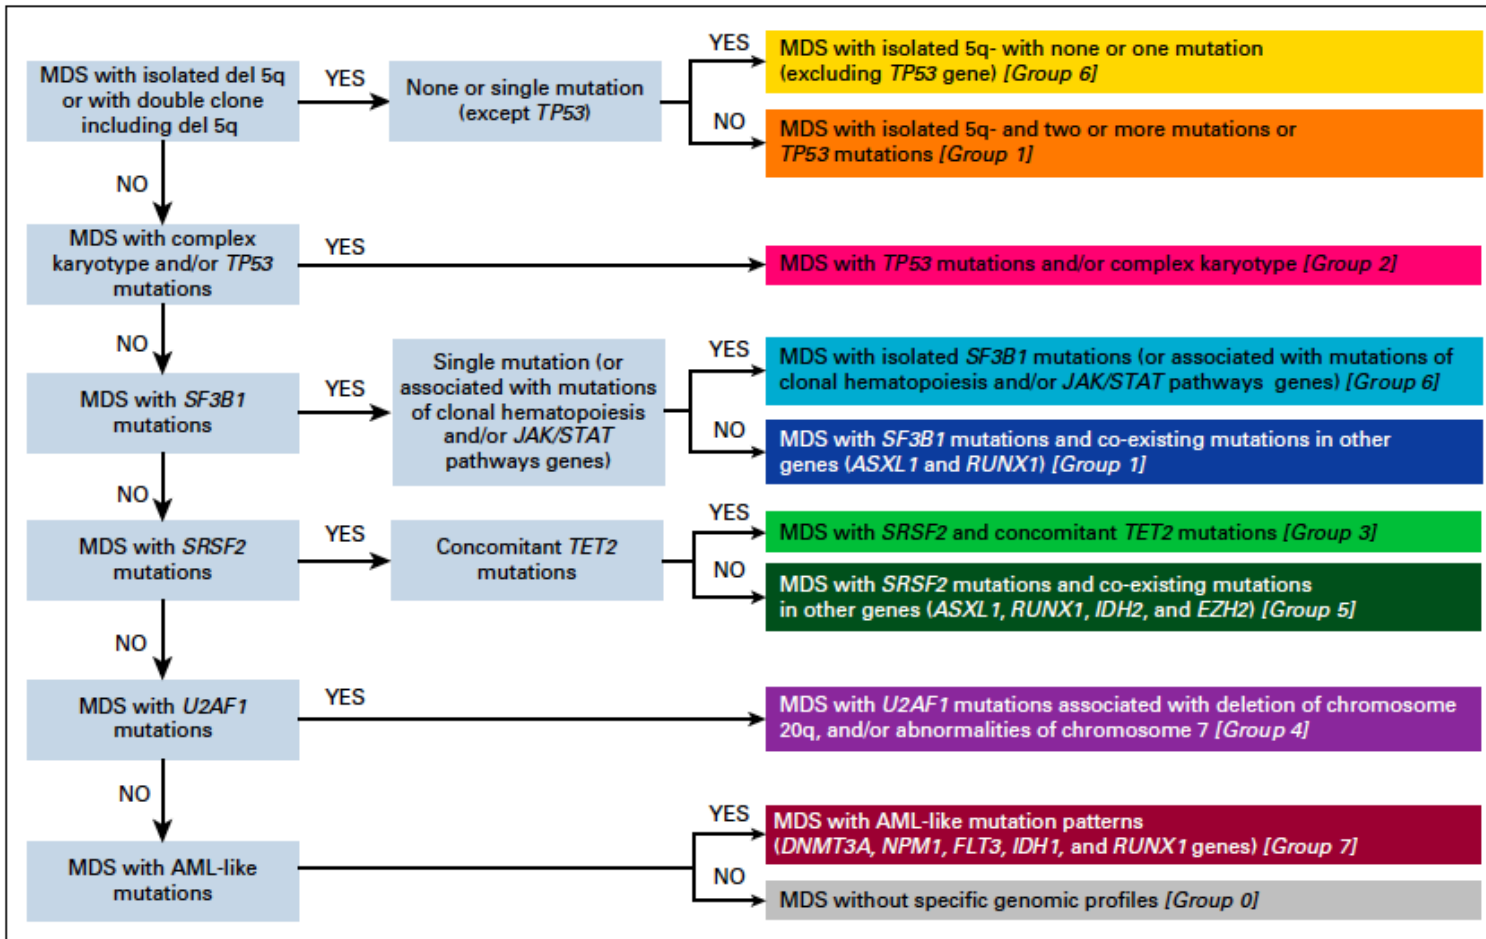 MDS with isolated del 5q
or with double clone
including del 5q
YES
None or single mutation
(except TP53)
YES
MDS with isolated 5q- with none or one mutation
(excluding TP53 gene) [Group 6]
NO
MDS with isolated 5q- and two or more mutations or
TP53 mutations [Group 1]
NO
MDS with complex
karyotype and/or TP53
mutations
YES
MDS with TP53 mutations and/or complex karyotype [Group 2]
NO
MDS with SF3B1
mutations
YES
Single mutation (or
associated with mutations
of clonal hematopoiesis
and/or JAK/STAT
pathways genes)
YES
MDS with isolated SF3B1 mutations (or associated with mutations of
clonal hematopoiesis and/or JAK/STAT pathways genes) [Group 6]
NO
MDS with SF3B1 mutations and co-existing mutations in other
genes (ASXL1 and RUNX1) [Group 1]
NO
MDS with SRSF2
mutations
YES
Concomitant TET2
mutations
YES
MDS with SRSF2 and concomitant TET2 mutations [Group 3]
NO
MDS with SRSF2 mutations and co-existing mutations
in other genes (ASXL1, RUNX1, IDH2, and EZH2) [Group 5]
NO
MDS with U2AF1
mutations
YES
MDS with U2AF1 mutations associated with deletion of chromosome
20q, and/or abnormalities of chromosome 7 [Group 4]
NO
MDS with AML-like
mutations
YES
MDS with AML-like mutation patterns
(DNMT3A, NPM1, FLT3, IDH1, and RUNX1 genes) [Group 7]
NO
MDS without specific genomic profiles [Group 0]